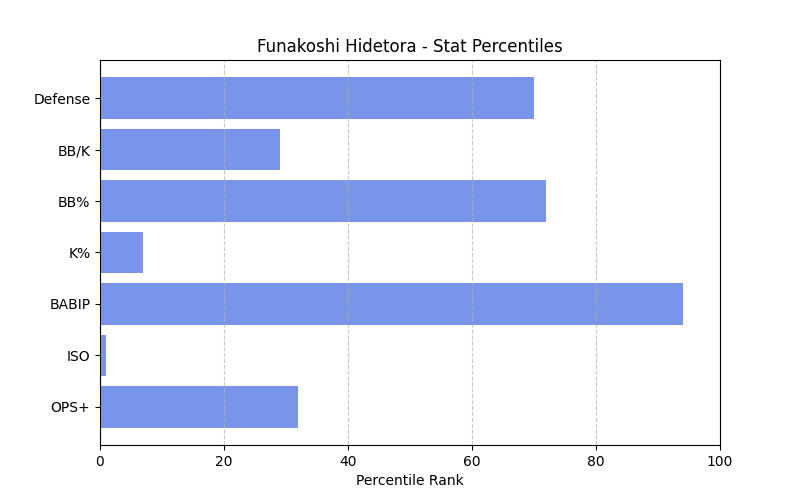 Funakoshi Hidetora - Stat Percentiles
Defense
BB/K
BB%
K%
BABIP
ISO
OPS+
0 20 40 60 80 100
Percentile Rank